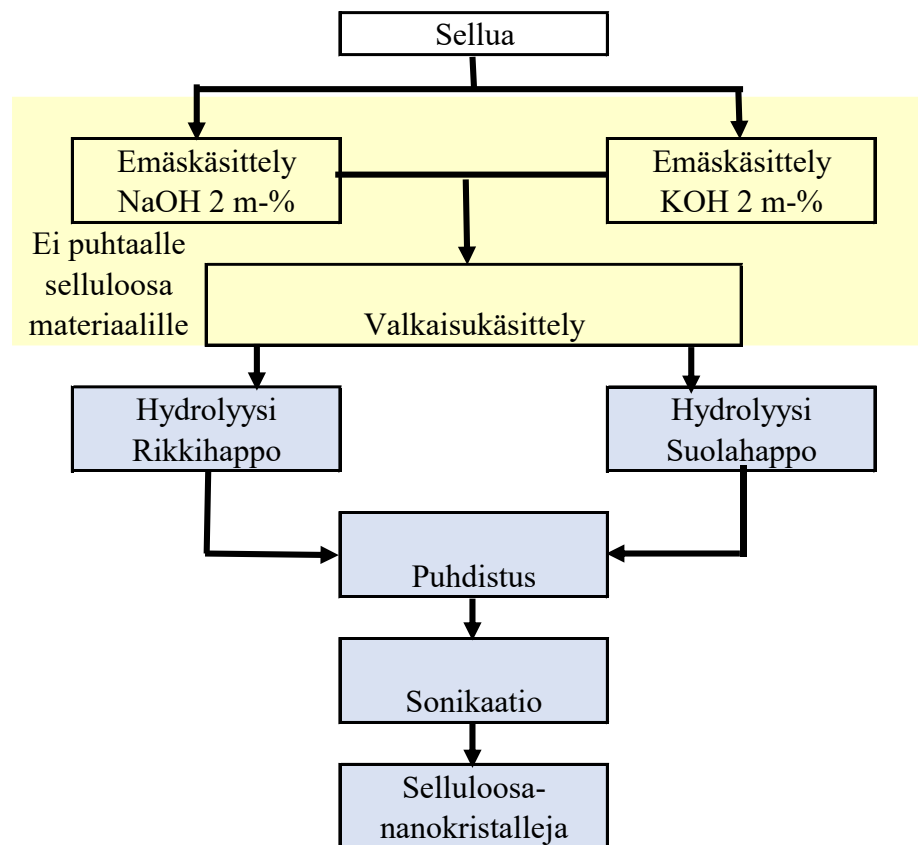 Sellua
Emäskäsittely
NaOH 2 m-%
Emäskäsittely
KOH 2 m-%
Ei puhtaalle
selluloosa
materiaalille
Valkaisukäsittely
Hydrolyysi
Rikkihappo
Hydrolyysi
Suolahappo
Puhdistus
Sonikaatio
Selluloosa-
nanokristalleja